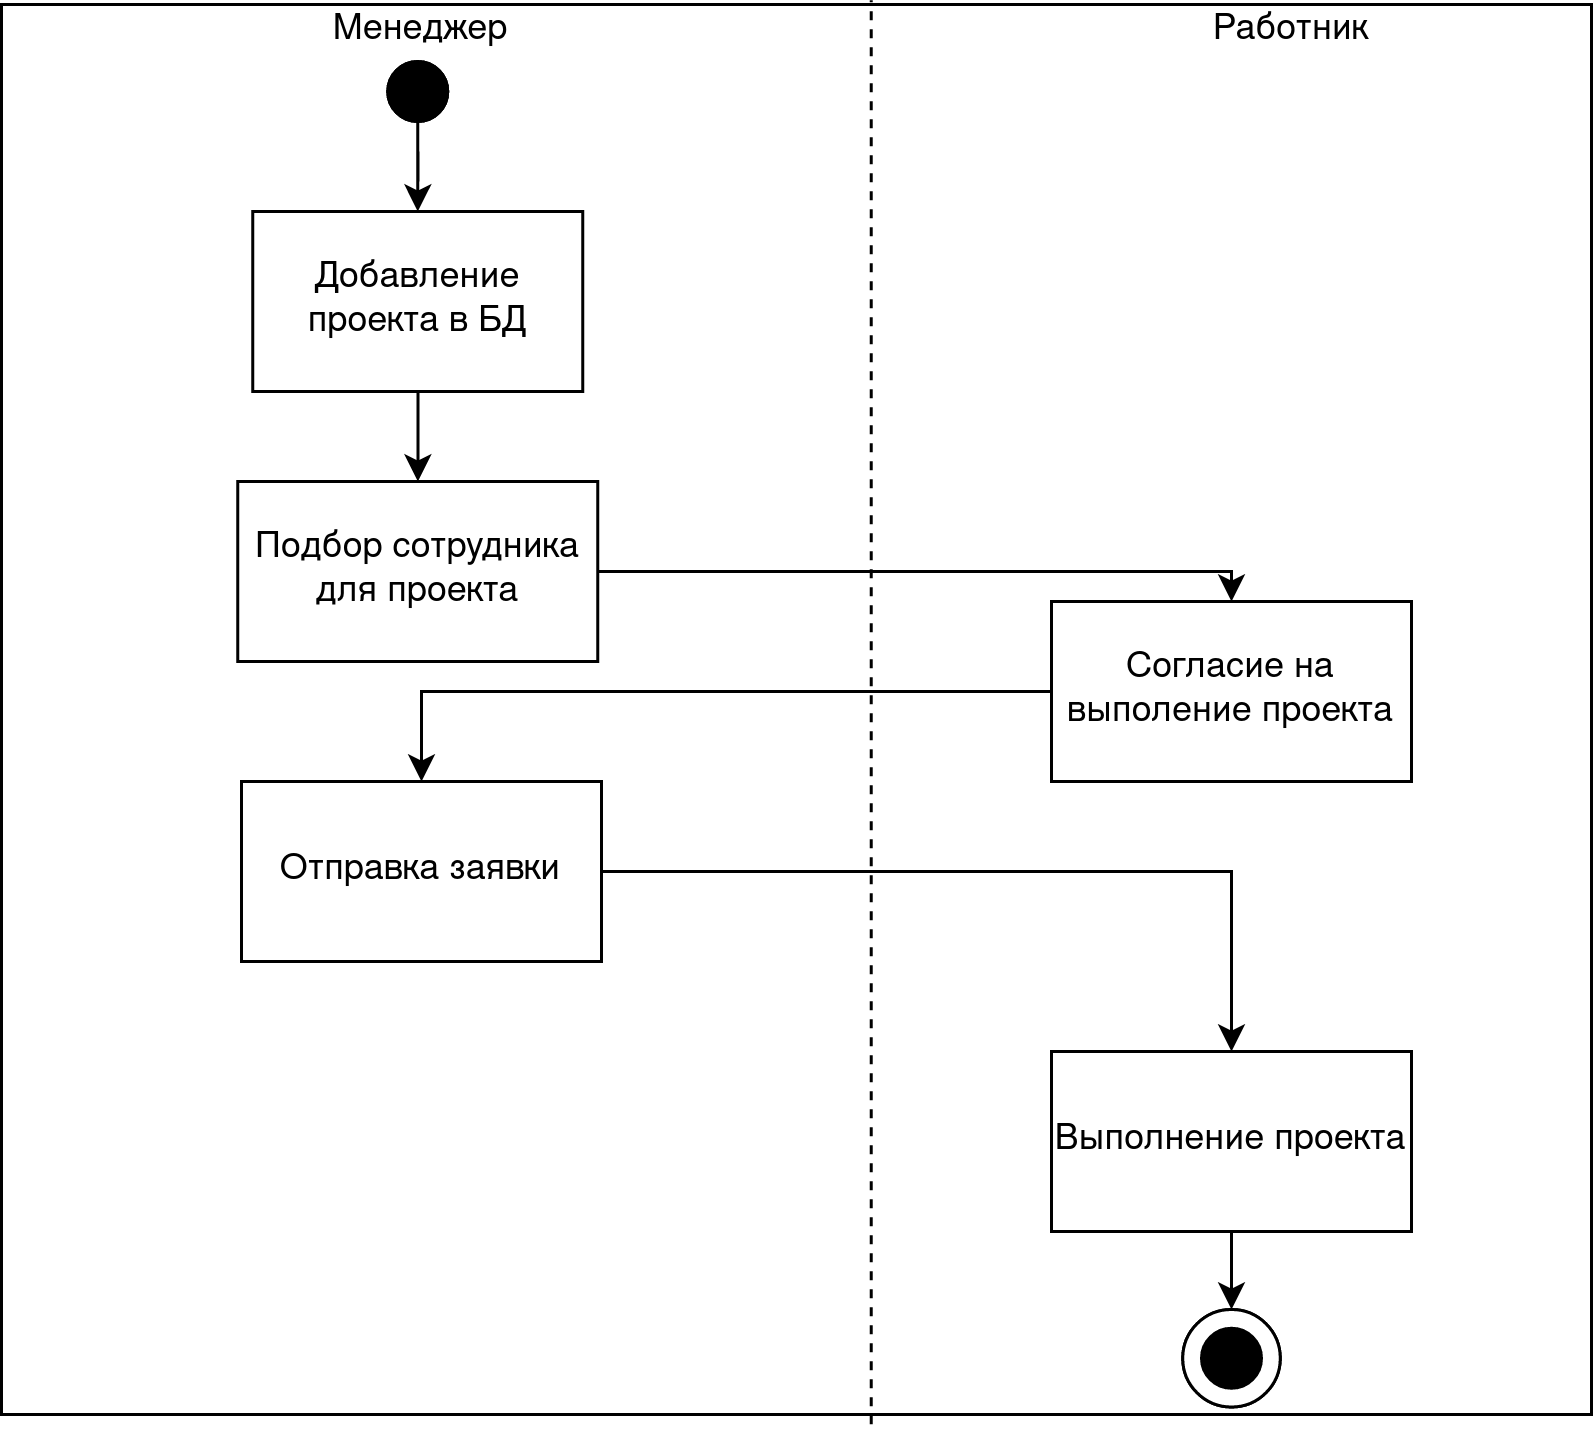 Менеджер
Работник
Добавление
проекта в БД
Подбор сотрудника
для проекта
Согласие на
выполение проекта
Отправка заявки
Выполнение проекта